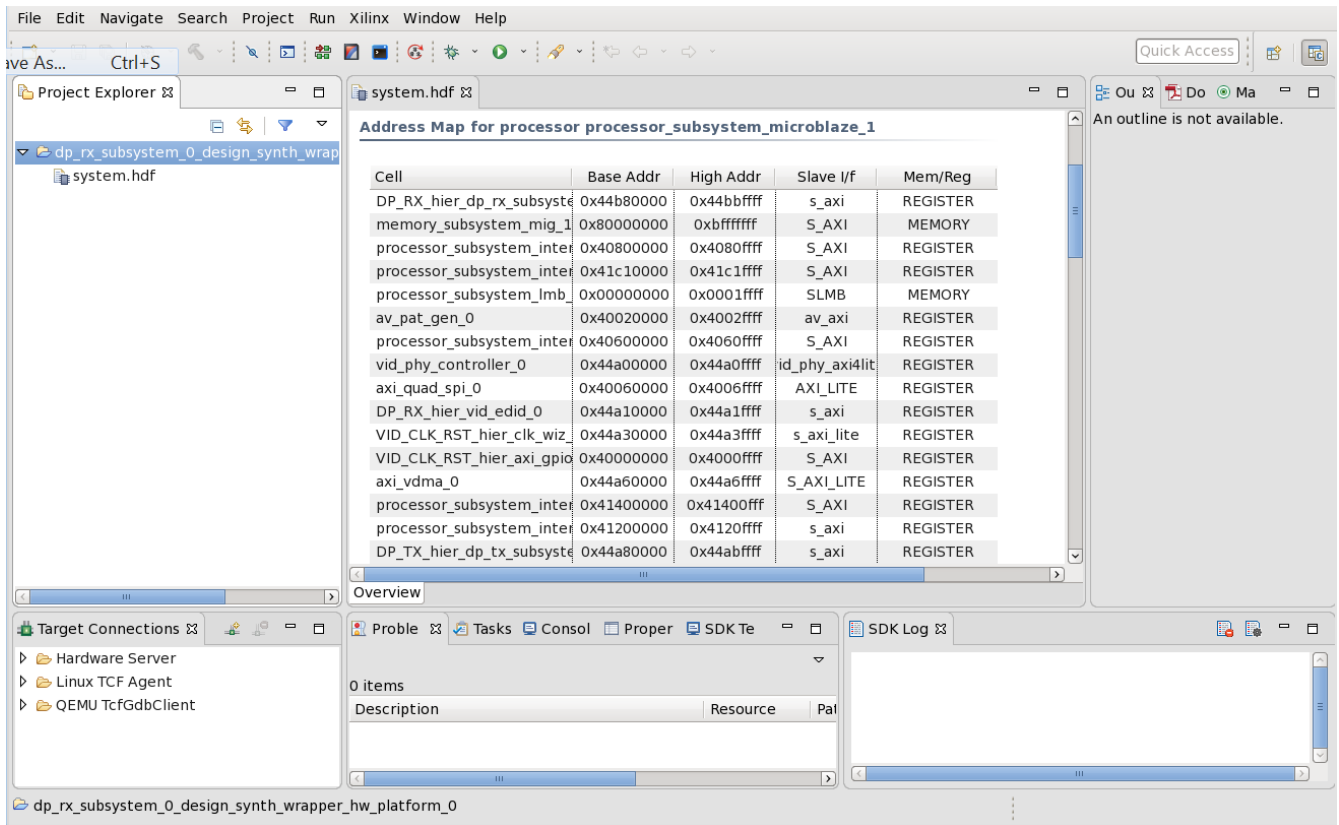 File Edit Navigate Search Project Run Xilinx Window Help
ave As... Ctrl+S
Quick Access
Project Explorer
dp_rx_subsystem_0_design_synth_wrap
system.hdf
system.hdf
Address Map for processor processor_subsystem_microblaze_1
Cell Base Addr High Addr Slave I/f Mem/Reg
DP_RX_hier_dp_rx_subsyste 0x44b80000 0x44bbffff s_axi REGISTER
memory_subsystem_mig_1 0x80000000 0xbfffffff S_AXI MEMORY
processor_subsystem_inter 0x40800000 0x4080ffff S_AXI REGISTER
processor_subsystem_inter 0x41c10000 0x41c1ffff S_AXI REGISTER
processor_subsystem_lmb_ 0x00000000 0x0001ffff SLMB MEMORY
av_pat_gen_0 0x40020000 0x4002ffff av_axi REGISTER
processor_subsystem_inter 0x40600000 0x4060ffff S_AXI REGISTER
vid_phy_controller_0 0x44a00000 0x44a0ffff id_phy_axi4lit REGISTER
axi_quad_spi_0 0x40060000 0x4006ffff AXI_LITE REGISTER
DP_RX_hier_vid_edid_0 0x44a10000 0x44a1ffff s_axi REGISTER
VID_CLK_RST_hier_clk_wiz_ 0x44a30000 0x44a3ffff s_axi_lite REGISTER
VID_CLK_RST_hier_axi_gpio 0x40000000 0x4000ffff S_AXI REGISTER
axi_vdma_0 0x44a60000 0x44a6ffff S_AXI_LITE REGISTER
processor_subsystem_inter 0x41400000 0x41400fff S_AXI REGISTER
processor_subsystem_inter 0x41200000 0x4120ffff s_axi REGISTER
DP_TX_hier_dp_tx_subsyste 0x44a80000 0x44abffff s_axi REGISTER
Overview
Ou Do Ma
An outline is not available.
Target Connections
Hardware Server
Linux TCF Agent
QEMU TcfGdbClient
Proble Tasks Consol Proper SDK Te
0 items
Description Resource Pat
SDK Log
dp_rx_subsystem_0_design_synth_wrapper_hw_platform_0